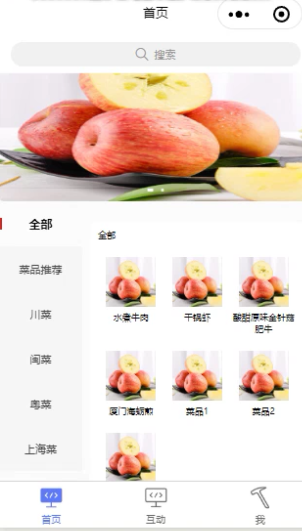 首页
搜索
全部
菜品推荐
川菜
闽菜
粤菜
上海菜
全部
水煮牛肉
干锅虾
酸甜原味金针菇
肥牛
厦门海蛎煎
菜品1
菜品2
首页
互动
我